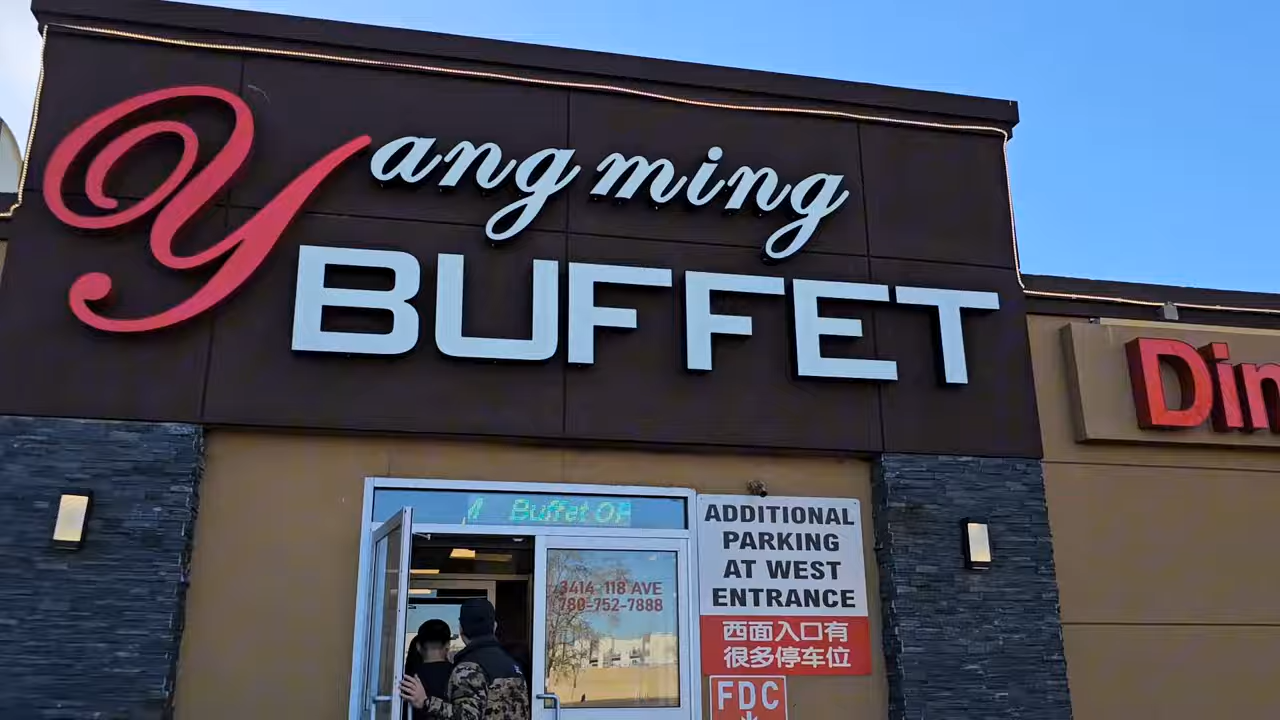 Yangming
BUFFET
Din
Buffet OP
3414 118 AVE
780-752-7888
ADDITIONAL
PARKING
AT WEST
ENTRANCE
西面入口有
很多停车位
FDC